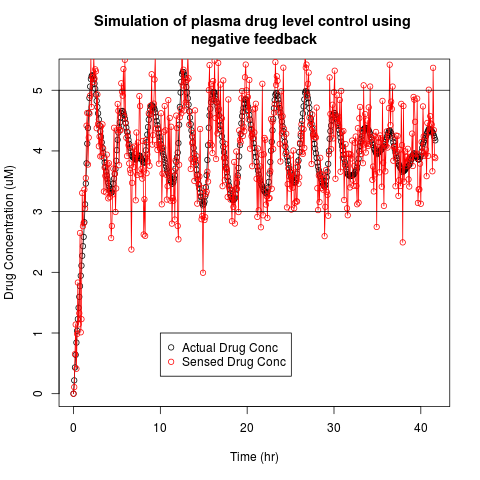 Simulation of plasma drug level control using
negative feedback
Drug Concentration (uM)
5
4
3
2
1
0
Actual Drug Conc
Sensed Drug Conc
0 10 20 30 40
Time (hr)